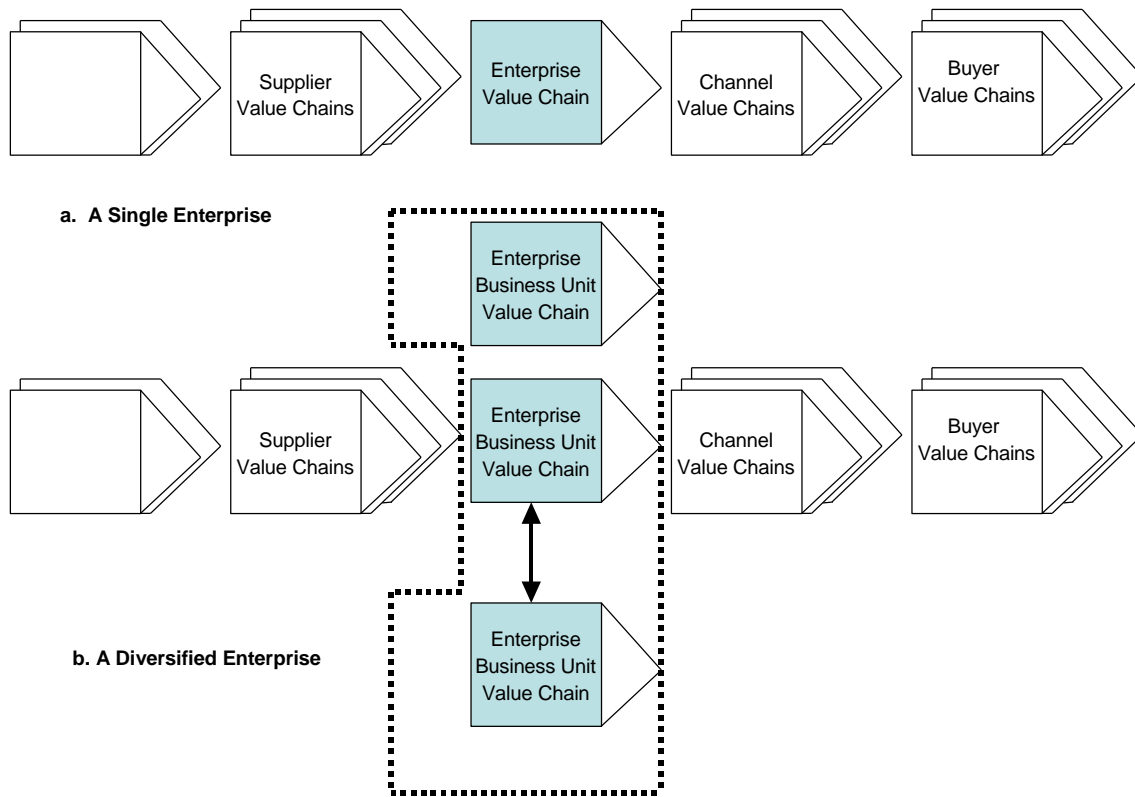 Supplier
Value Chains
Enterprise
Value Chain
Channel
Value Chains
Buyer
Value Chains
a. A Single Enterprise
Enterprise
Business Unit
Value Chain
Supplier
Value Chains
Enterprise
Business Unit
Value Chain
Channel
Value Chains
Buyer
Value Chains
b. A Diversified Enterprise
Enterprise
Business Unit
Value Chain